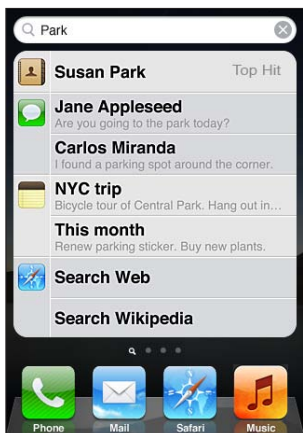 Park
Susan Park Top Hit
Jane Appleseed
Are you going to the park today?
Carlos Miranda
I found a parking spot around the corner.
NYC trip
Bicycle tour of Central Park. Hang out in…
This month
Renew parking sticker. Buy new plants.
Search Web
Search Wikipedia
Phone Mail Safari Music